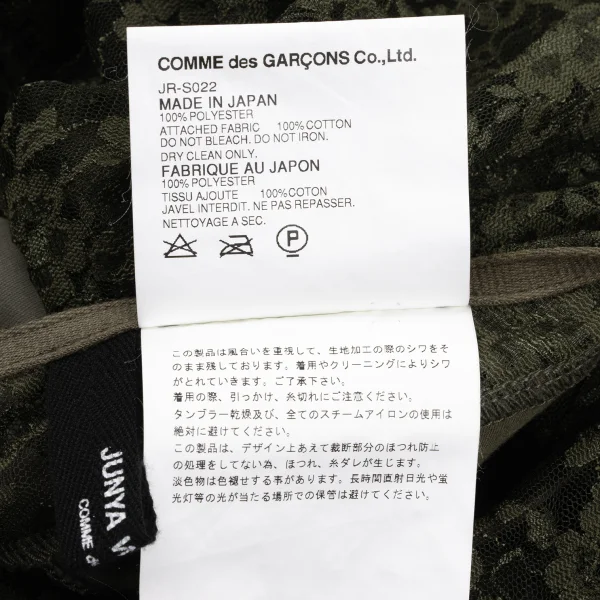 COMME des GARÇONS Co.,Ltd.
JR-S022
MADE IN JAPAN
100% POLYESTER
ATTACHED FABRIC 100% COTTON
DO NOT BLEACH. DO NOT IRON.
DRY CLEAN ONLY.
FABRIQUE AU JAPON
100% POLYESTER
TISSU AJOUTE 100% COTON
JAVEL INTERDIT. NE PAS REPASSER.
NETTOYAGE A SEC.
P
この製品は風合いを重視して、生地加工の際のシワをそ
のまま残しております。着用やクリーニングによりシワ
がとれていきます。ご了承下さい。
着用の際、引っかけ、糸切れにご注意下さい。
タンブラー乾燥及び、全てのスチームアイロンの使用は
絶対に避けてください。
この製品は、デザイン上あえて裁断部分のほつれ防止
の処理をしてない為、ほつれ、糸ダレが生じます。
淡色物は色褪せする事があります。長時間直射日光や蛍
光灯等の光が当たる場所での保管は避けてください。
JUNYA
COMME